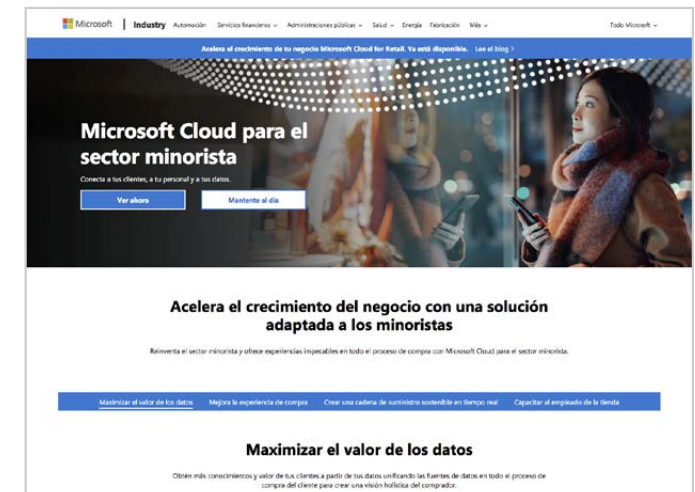 Microsoft | Industry Automoción Servicios financieros Administraciones públicas Salud Energía Fabricación Más Todo Microsoft
Acelera el crecimiento de tu negocio Microsoft Cloud for Retail. Ya está disponible. Lee el blog >
Microsoft Cloud para el
sector minorista
Conecta a tus clientes, a tu personal y a tus datos.
Ver ahora Mantente al día
Acelera el crecimiento del negocio con una solución
adaptada a los minoristas
Reinventa el sector minorista y ofrece experiencias impecables en todo el proceso de compra con Microsoft Cloud para el sector minorista.
Maximizar el valor de los datos Mejora la experiencia de compra Crear una cadena de suministro sostenible en tiempo real Capacitar al empleado de la tienda
Maximizar el valor de los datos
Obtén más conocimientos y valor de tus clientes a partir de tus datos unificando las fuentes de datos en todo el proceso de
compra del cliente para crear una visión holística del comprador.